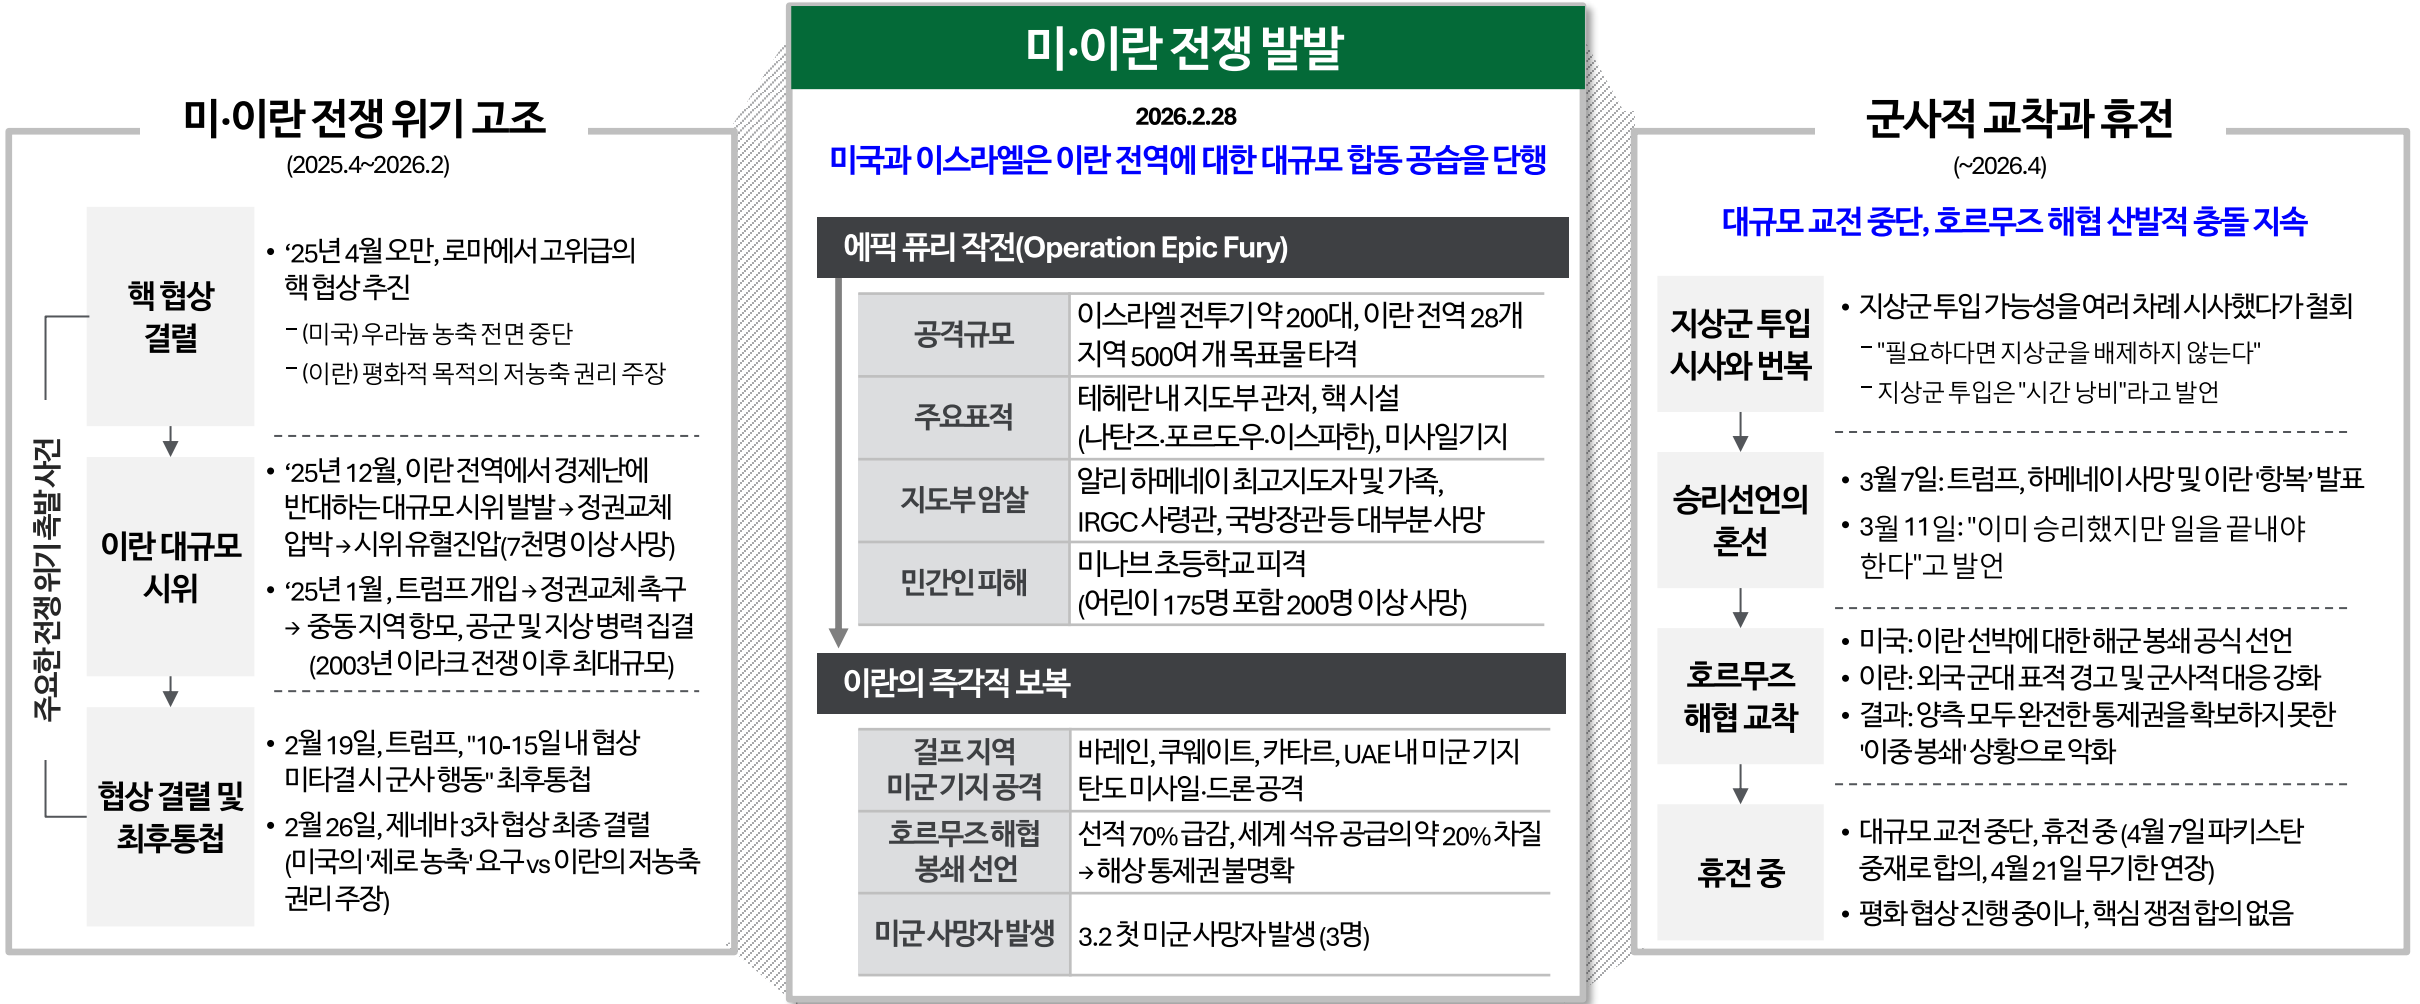 미·이란 전쟁 위기 고조
(2025.4~2026.2)
주요한 전쟁 위기 촉발 사건
핵 협상
결렬
• ‘25년 4월 오만, 로마에서 고위급의
핵 협상 추진
– (미국) 우라늄 농축 전면 중단
– (이란) 평화적 목적의 저농축 권리 주장
이란 대규모
시위
• ‘25년 12월, 이란 전역에서 경제난에
반대하는 대규모 시위 발발 → 정권교체
압박 → 시위 유혈진압(7천명 이상 사망)
• ‘25년 1월, 트럼프 개입 → 정권교체 촉구
→ 중동 지역 항모, 공군 및 지상 병력 집결
(2003년 이라크 전쟁 이후 최대규모)
협상 결렬 및
최후통첩
• 2월 19일, 트럼프, "10-15일 내 협상
미타결 시 군사 행동" 최후통첩
• 2월 26일, 제네바 3차 협상 최종 결렬
(미국의 '제로 농축' 요구 vs 이란의 저농축
권리 주장)
미·이란 전쟁 발발
2026.2.28
미국과 이스라엘은 이란 전역에 대한 대규모 합동 공습을 단행
에픽 퓨리 작전(Operation Epic Fury)
공격규모
이스라엘 전투기 약 200대, 이란 전역 28개
지역 500여 개 목표물 타격
주요표적
테헤란 내 지도부 관저, 핵 시설
(나탄즈·포르도우·이스파한), 미사일기지
지도부 암살
알리 하메네이 최고지도자 및 가족,
IRGC 사령관, 국방장관 등 대부분 사망
민간인 피해
미나브 초등학교 피격
(어린이 175명 포함 200명 이상 사망)
이란의 즉각적 보복
걸프 지역
미군 기지 공격
바레인, 쿠웨이트, 카타르, UAE 내 미군 기지
탄도 미사일·드론 공격
호르무즈 해협
봉쇄 선언
선적 70% 급감, 세계 석유 공급의 약 20% 차질
→ 해상 통제권 불명확
미군 사망자 발생
3.2 첫 미군 사망자 발생 (3명)
군사적 교착과 휴전
(~2026.4)
대규모 교전 중단, 호르무즈 해협 산발적 충돌 지속
지상군 투입
시사와 번복
• 지상군 투입 가능성을 여러 차례 시사했다가 철회
– "필요하다면 지상군을 배제하지 않는다"
– 지상군 투입은 "시간 낭비"라고 발언
승리선언의
혼선
• 3월 7일: 트럼프, 하메네이 사망 및 이란 '항복' 발표
• 3월 11일: "이미 승리했지만 일을 끝내야
한다"고 발언
호르무즈
해협 교착
• 미국: 이란 선박에 대한 해군 봉쇄 공식 선언
• 이란: 외국 군대 표적 경고 및 군사적 대응 강화
• 결과: 양측 모두 완전한 통제권을 확보하지 못한
'이중 봉쇄' 상황으로 악화
휴전 중
• 대규모 교전 중단, 휴전 중 (4월 7일 파키스탄
중재로 합의, 4월 21일 무기한 연장)
• 평화 협상 진행 중이나, 핵심 쟁점 합의 없음